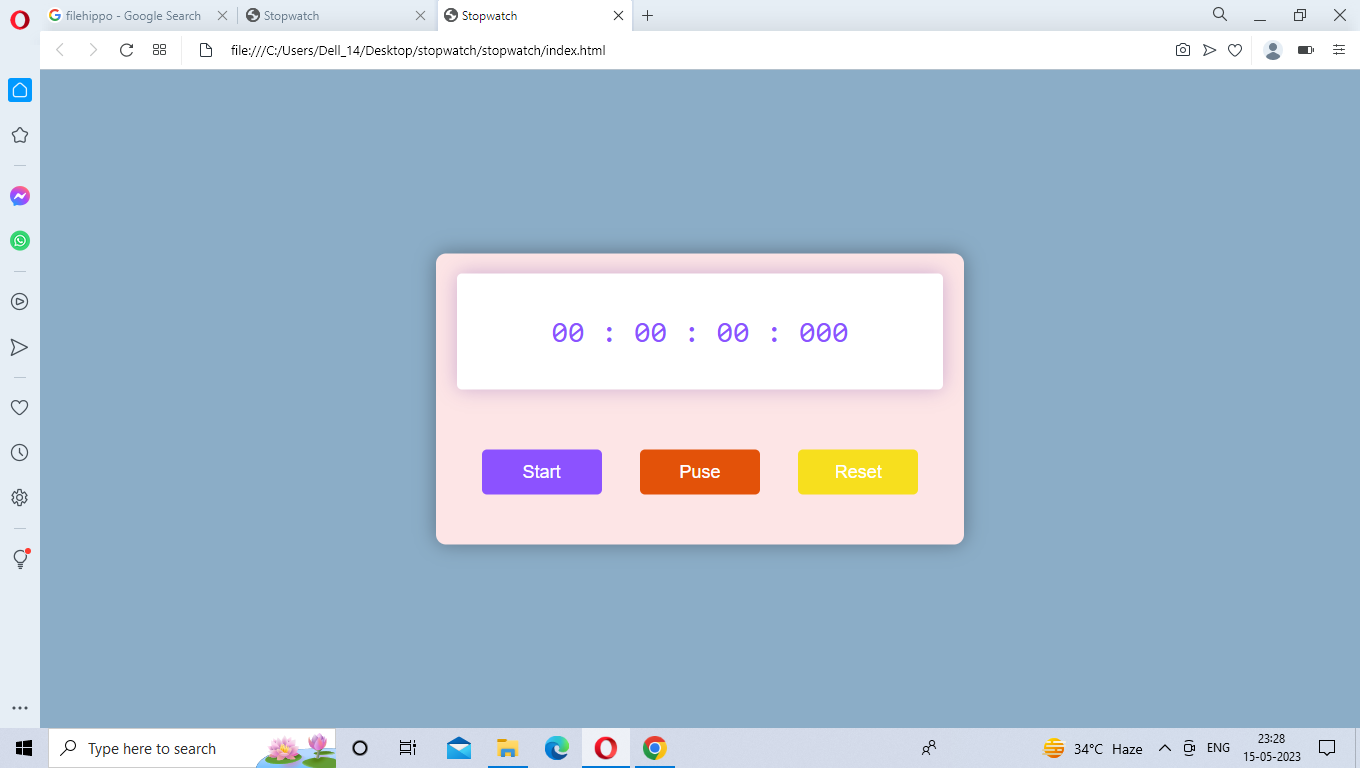 filehippo - Google Search
Stopwatch
Stopwatch
file:///C:/Users/Dell_14/Desktop/stopwatch/stopwatch/index.html
00 : 00 : 00 : 000
Start
Puse
Reset
Type here to search
34°C Haze
ENG
23:28
15-05-2023